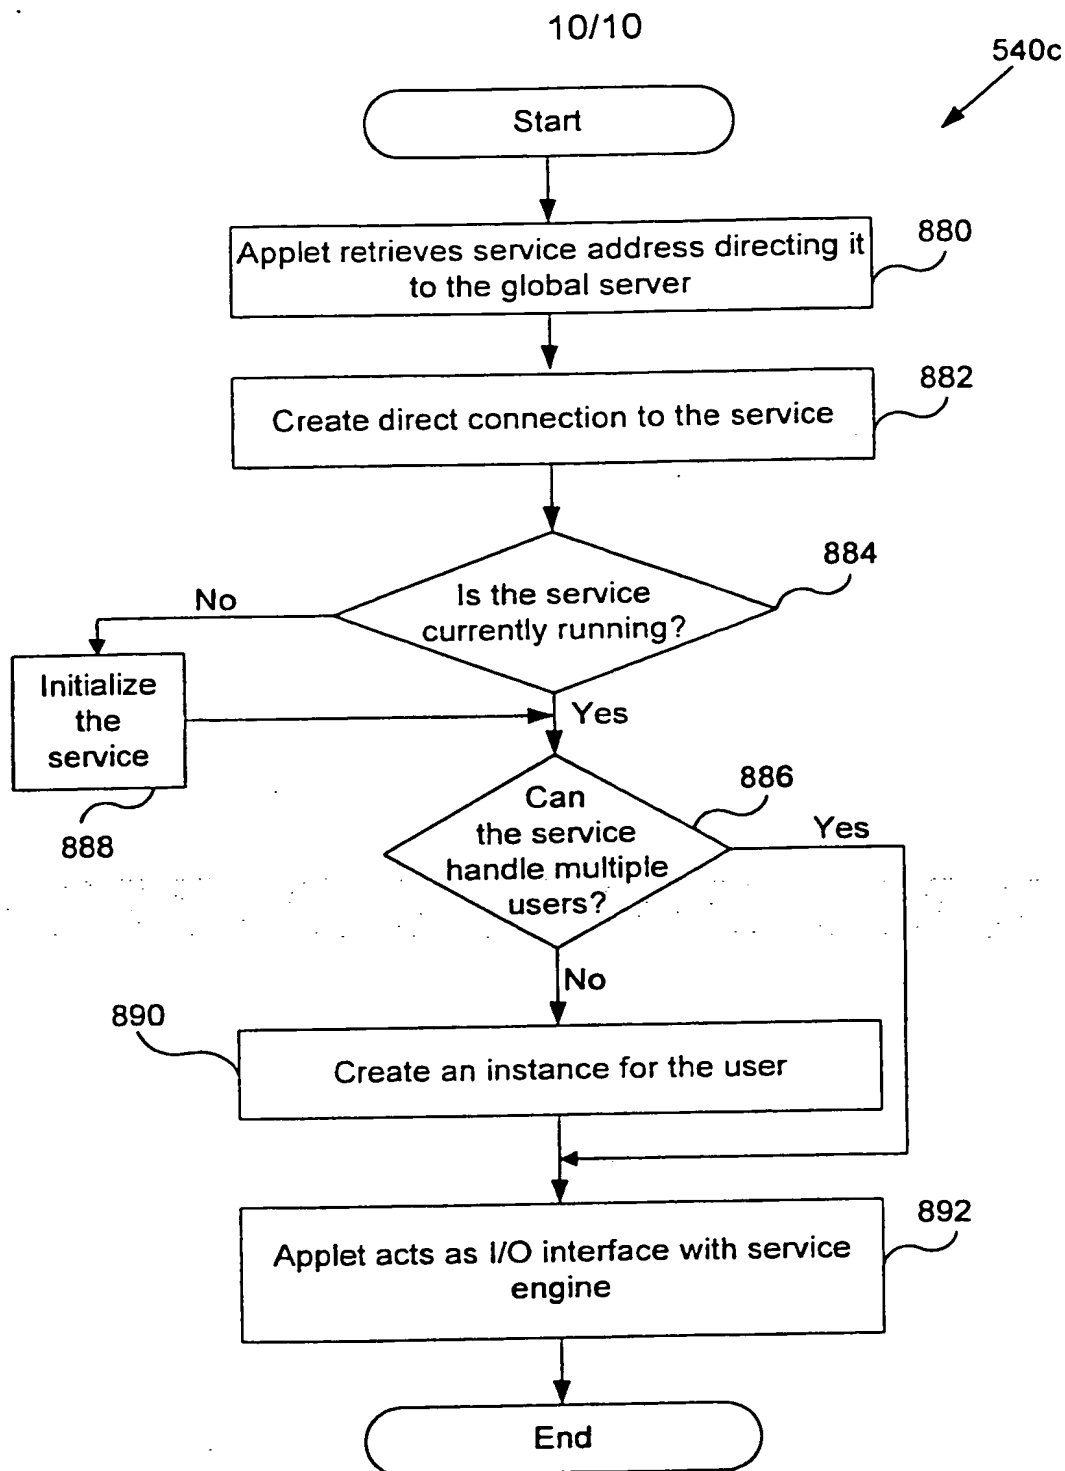 10/10
540c
Start
Applet retrieves service address directing it
to the global server
880
Create direct connection to the service
882
Is the service
currently running?
884
No
Initialize
the
service
888
Yes
Can
the service
handle multiple
users?
886
Yes
No
890
Create an instance for the user
Applet acts as I/O interface with service
engine
892
End